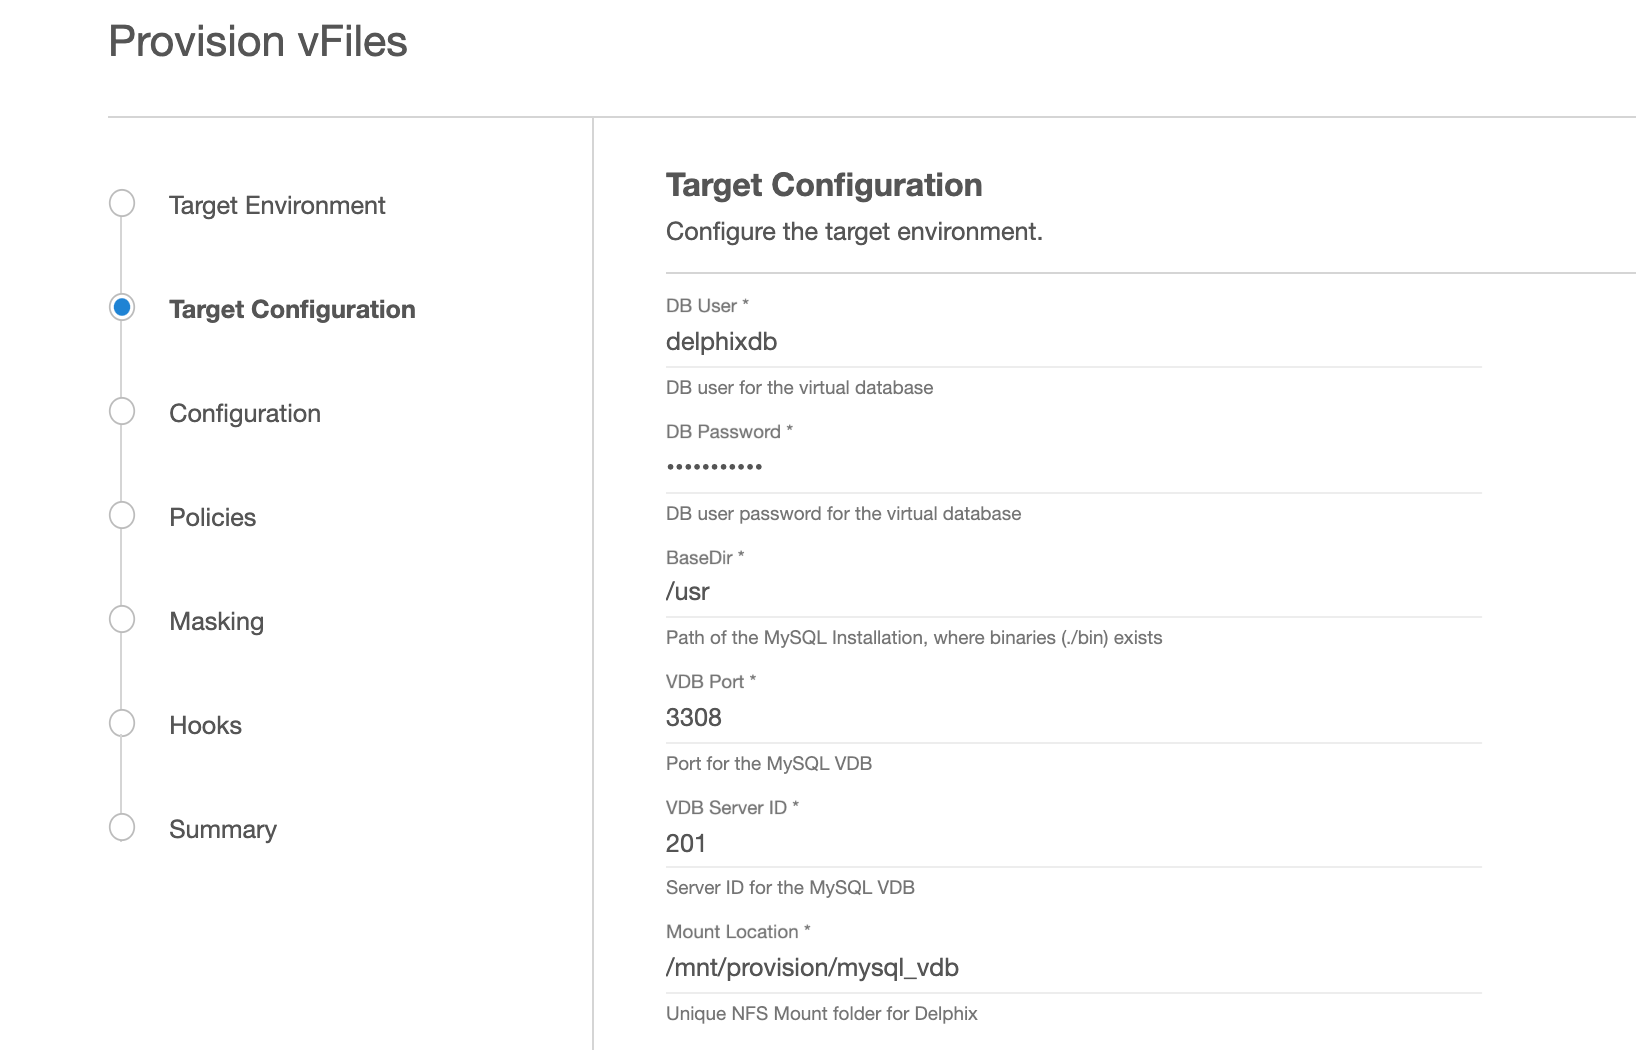 Provision vFiles
Target Environment
Target Configuration
Configuration
Policies
Masking
Hooks
Summary
Target Configuration
Configure the target environment.
DB User *
delphixdb
DB user for the virtual database
DB Password *
•••••••••••
DB user password for the virtual database
BaseDir *
/usr
Path of the MySQL Installation, where binaries (./bin) exists
VDB Port *
3308
Port for the MySQL VDB
VDB Server ID *
201
Server ID for the MySQL VDB
Mount Location *
/mnt/provision/mysql_vdb
Unique NFS Mount folder for Delphix